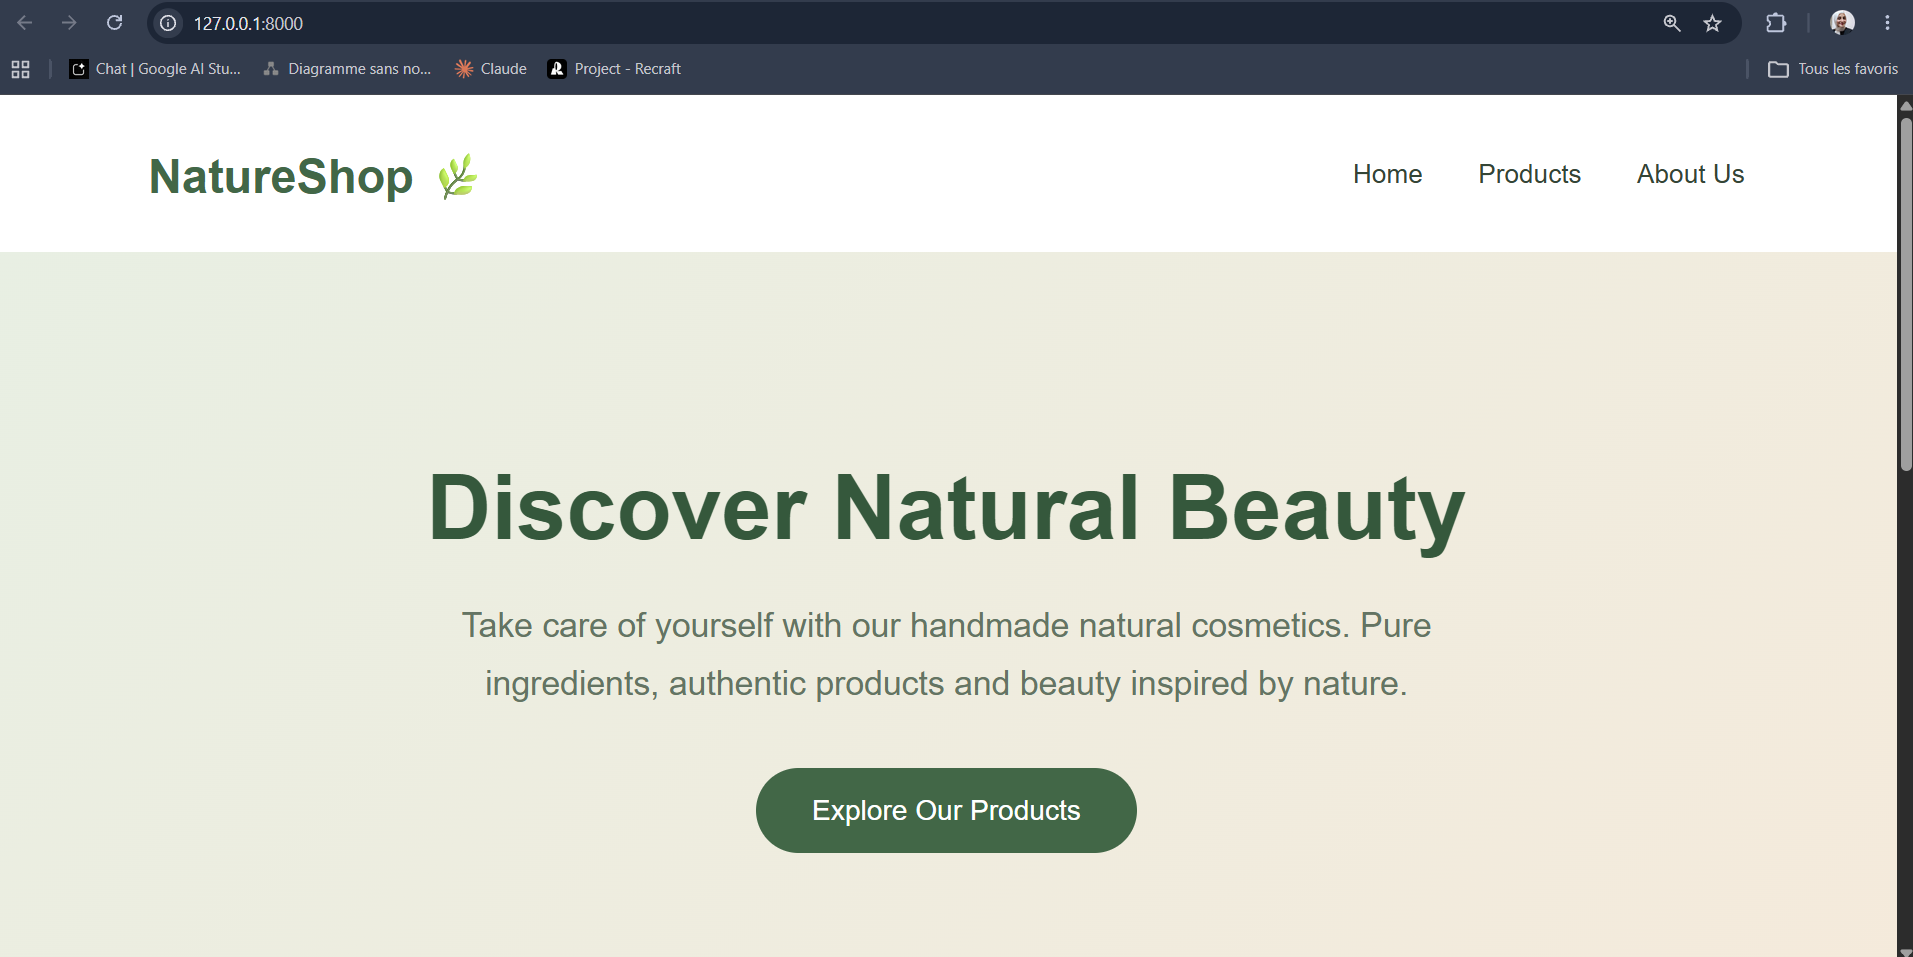 127.0.0.1:8000
Chat | Google AI Stu...
Diagramme sans no...
Claude
Project - Recraft
Tous les favoris
NatureShop 🌿
Home
Products
About Us
Discover Natural Beauty
Take care of yourself with our handmade natural cosmetics. Pure
ingredients, authentic products and beauty inspired by nature.
Explore Our Products